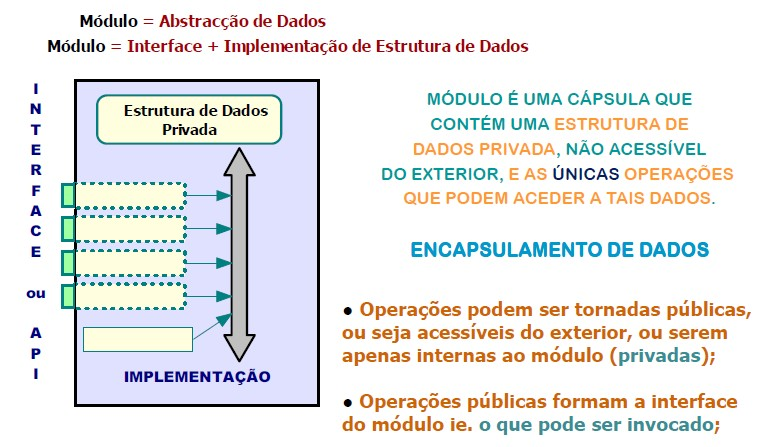 Módulo = Abstracção de Dados
Módulo = Interface + Implementação de Estrutura de Dados
INTERFACE
ou
API
Estrutura de Dados
Privada
IMPLEMENTAÇÃO
MÓDULO É UMA CÁPSULA QUE
CONTÉM UMA ESTRUTURA DE
DADOS PRIVADA, NÃO ACESSÍVEL
DO EXTERIOR, E AS ÚNICAS OPERAÇÕES
QUE PODEM ACEDER A TAIS DADOS.
ENCAPSULAMENTO DE DADOS
● Operações podem ser tornadas públicas,
ou seja acessíveis do exterior, ou serem
apenas internas ao módulo (privadas);
● Operações públicas formam a interface
do módulo ie. o que pode ser invocado;